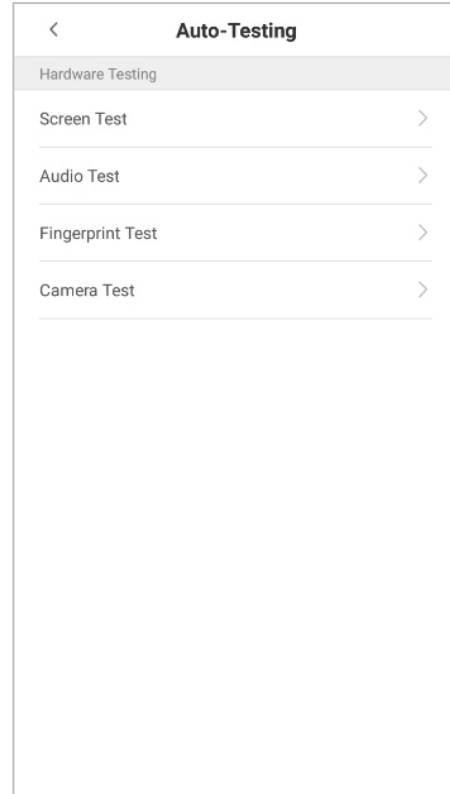 Auto-Testing
Hardware Testing
Screen Test
Audio Test
Fingerprint Test
Camera Test